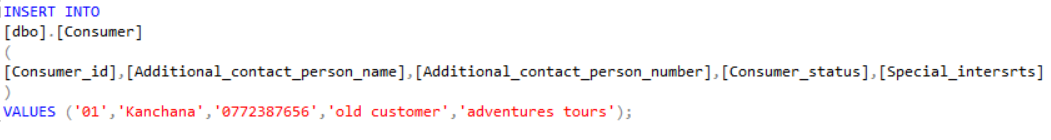 INSERT INTO
[dbo].[Consumer]
(
[Consumer_id],[Additional_contact_person_name],[Additional_contact_person_number],[Consumer_status],[Special_intersrts]
)
VALUES ('01','Kanchana','0772387656','old customer','adventures tours');